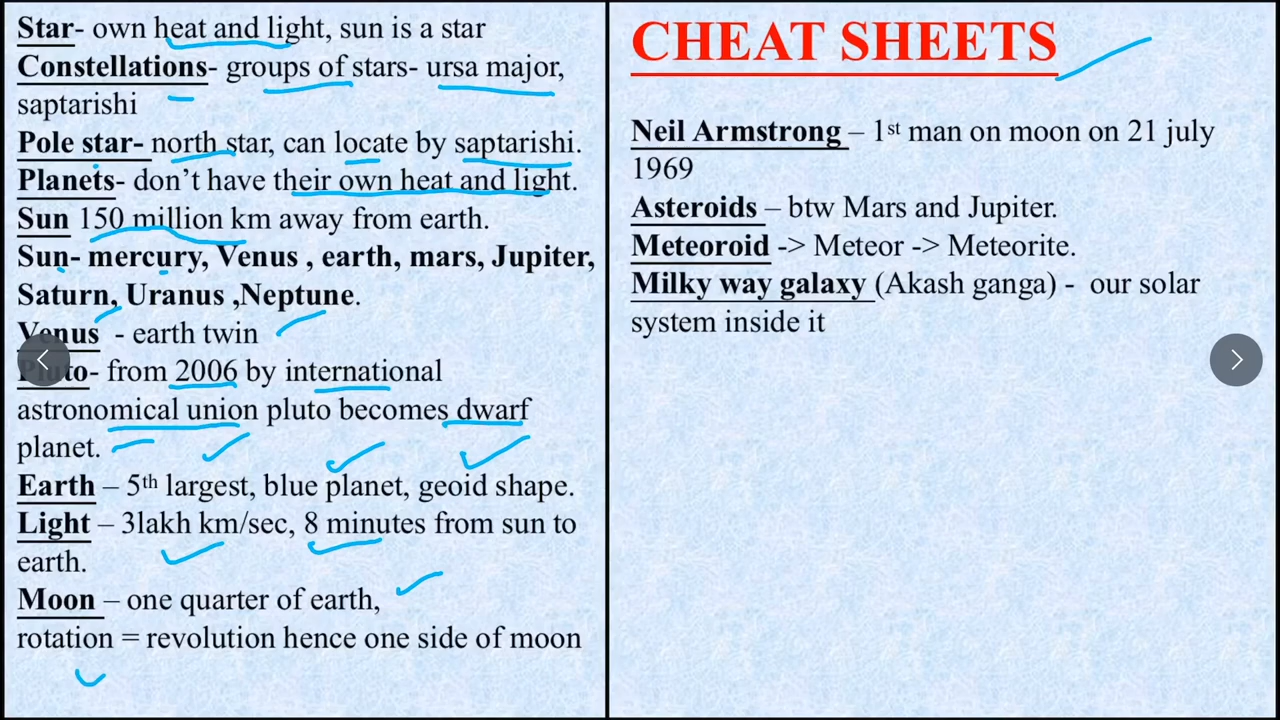 Star- own heat and light, sun is a star
Constellations- groups of stars- ursa major,
saptarishi
Pole star- north star, can locate by saptarishi.
Planets- don’t have their own heat and light.
Sun 150 million km away from earth.
Sun- mercury, Venus , earth, mars, Jupiter,
Saturn, Uranus ,Neptune.
Venus - earth twin
Pluto- from 2006 by international
astronomical union pluto becomes dwarf
planet.
Earth – 5th largest, blue planet, geoid shape.
Light – 3lakh km/sec, 8 minutes from sun to
earth.
Moon – one quarter of earth,
rotation = revolution hence one side of moon
CHEAT SHEETS
Neil Armstrong – 1st man on moon on 21 july
1969
Asteroids – btw Mars and Jupiter.
Meteoroid -> Meteor -> Meteorite.
Milky way galaxy (Akash ganga) - our solar
system inside it